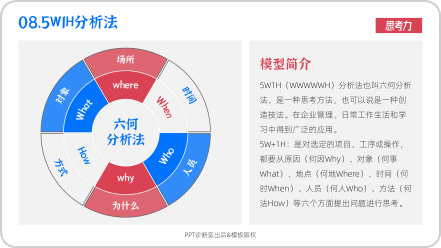 08.5W1H分析法
思考力
场所
where
时间
When
人员
Who
为什么
why
方式
How
对象
What
六何
分析法
模型简介
5W1H（WWWWWH）分析法也叫六何分析
法，是一种思考方法，也可以说是一种创
造技法。在企业管理、日常工作生活和学
习中得到广泛的应用。
5W+1H：是对选定的项目、工序或操作，
都要从原因（何因Why）、对象（何事
What）、地点（何地Where）、时间（何
时When）、人员（何人Who）、方法（何
法How）等六个方面提出问题进行思考。
PPT诊断室出品&模板版权